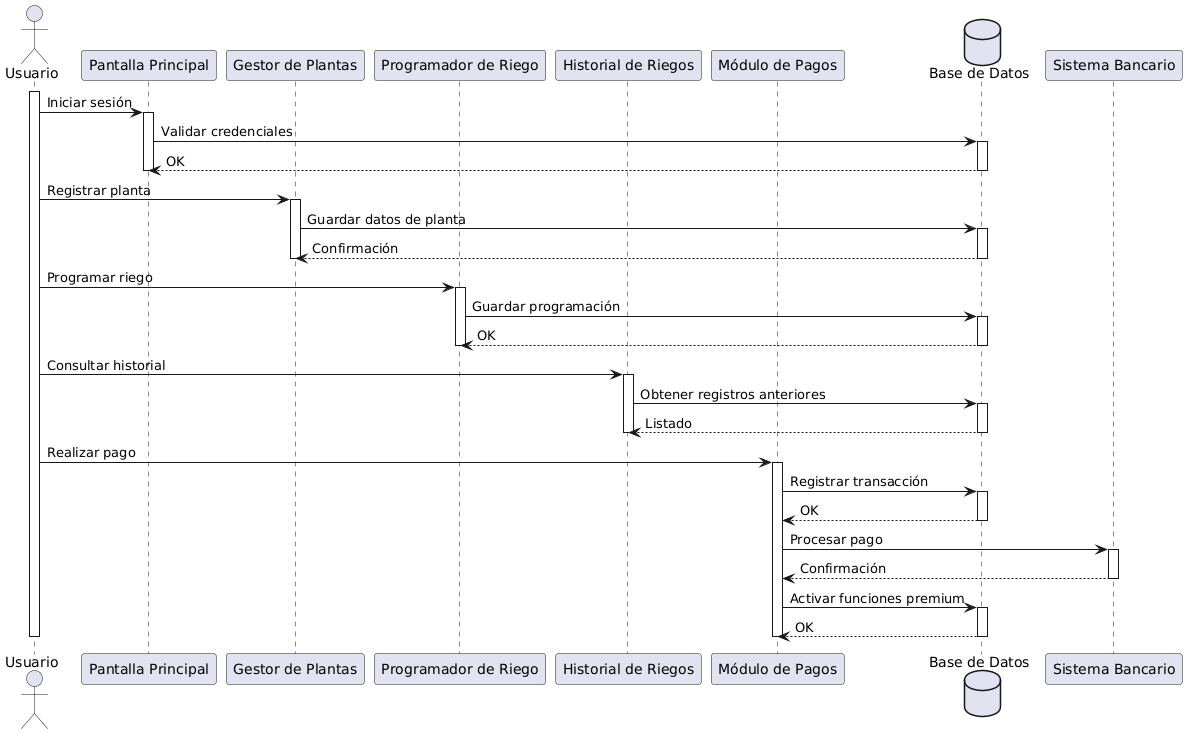 Usuario
Pantalla Principal
Gestor de Plantas
Programador de Riego
Historial de Riegos
Módulo de Pagos
Base de Datos
Sistema Bancario
Iniciar sesión
Validar credenciales
OK
Registrar planta
Guardar datos de planta
Confirmación
Programar riego
Guardar programación
OK
Consultar historial
Obtener registros anteriores
Listado
Realizar pago
Registrar transacción
OK
Procesar pago
Confirmación
Activar funciones premium
OK
Usuario
Pantalla Principal
Gestor de Plantas
Programador de Riego
Historial de Riegos
Módulo de Pagos
Base de Datos
Sistema Bancario